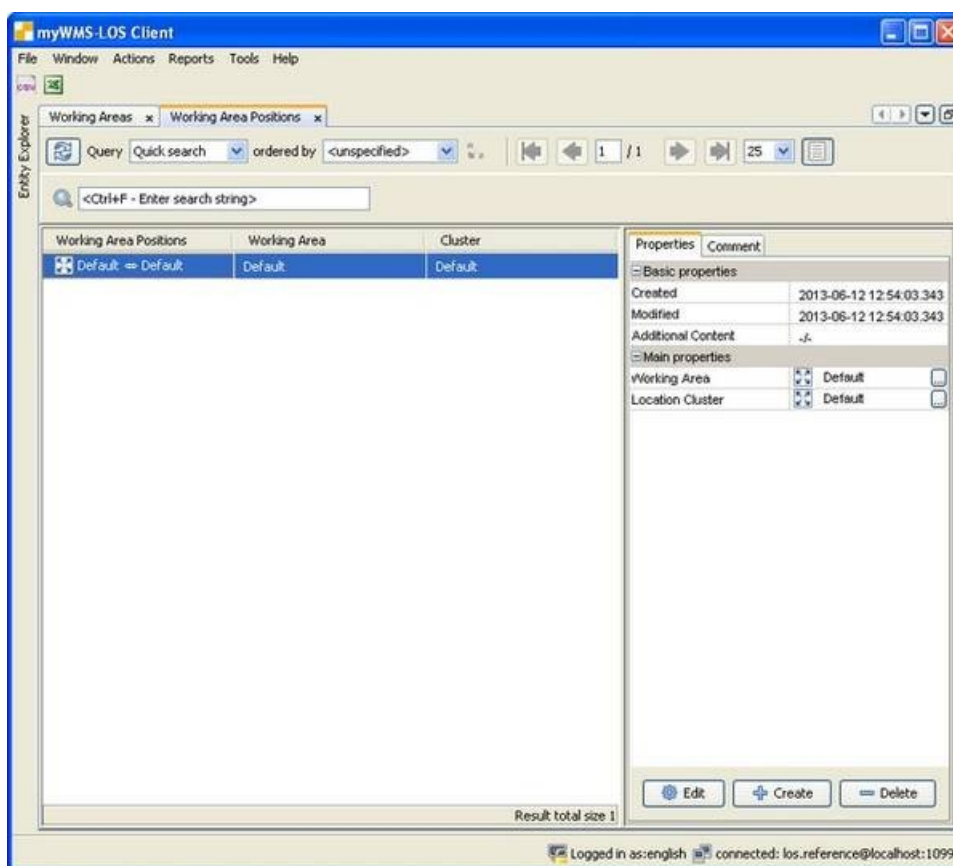 myWMS-LOS Client
File Window Actions Reports Tools Help
csv
Entity Explorer
Working Areas x Working Area Positions x
Query Quick search ordered by <unspecified> 1 / 1 25
<Ctrl+F - Enter search string>
Working Area Positions Working Area Cluster
Default ⇔ Default Default Default
Properties Comment
Basic properties
Created 2013-06-12 12:54:03.343
Modified 2013-06-12 12:54:03.343
Additional Content -/-
Main properties
Working Area Default ...
Location Cluster Default ...
Edit Create Delete
Result total size 1
Logged in as:english connected: los.reference@localhost:1099